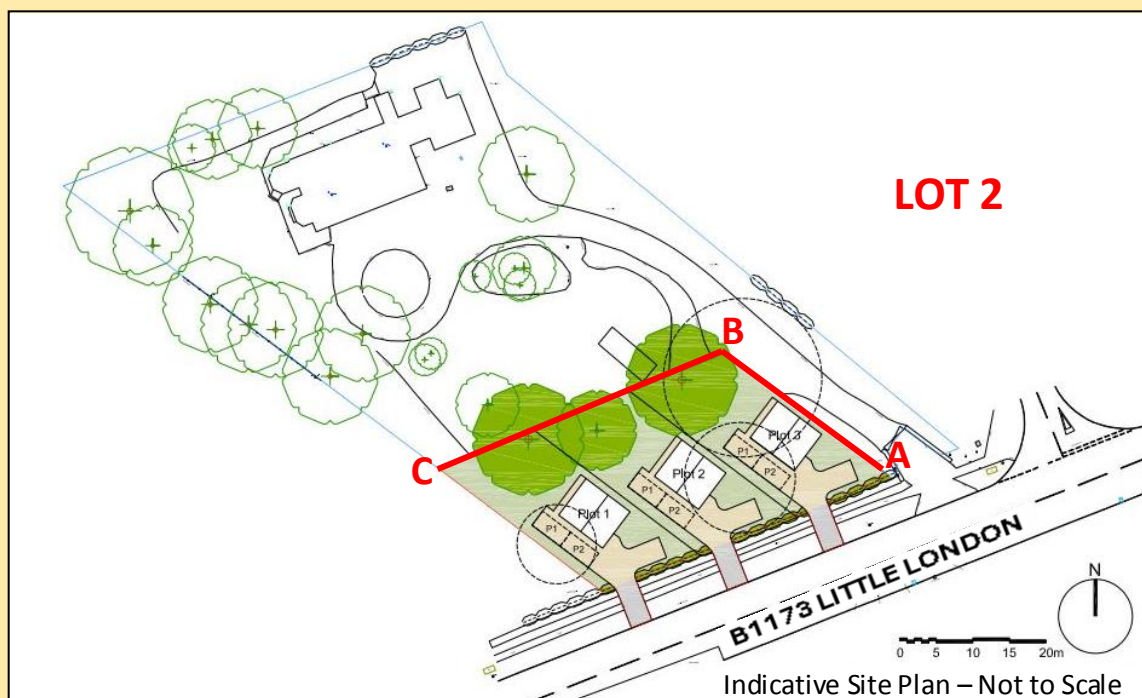 LOT 2
B
A
C
Plot 3
P1
P2
Plot 2
P1
P2
Plot 1
P1
P2
B1173 LITTLE LONDON
N
0 5 10 15 20m
Indicative Site Plan – Not to Scale